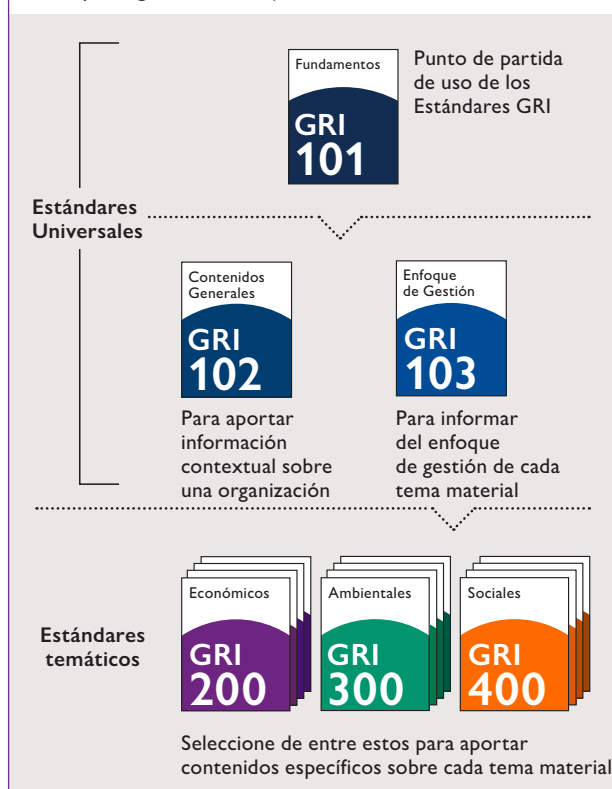 Fundamentos
GRI
101
Punto de partida
de uso de los
Estándares GRI
Estándares
Universales
Contenidos
Generales
GRI
102
Para aportar
información
contextual sobre
una organización
Enfoque
de Gestión
GRI
103
Para informar
del enfoque
de gestión de cada
tema material
Estándares
temáticos
Económicos
GRI
200
Ambientales
GRI
300
Sociales
GRI
400
Seleccione de entre estos para aportar
contenidos específicos sobre cada tema material